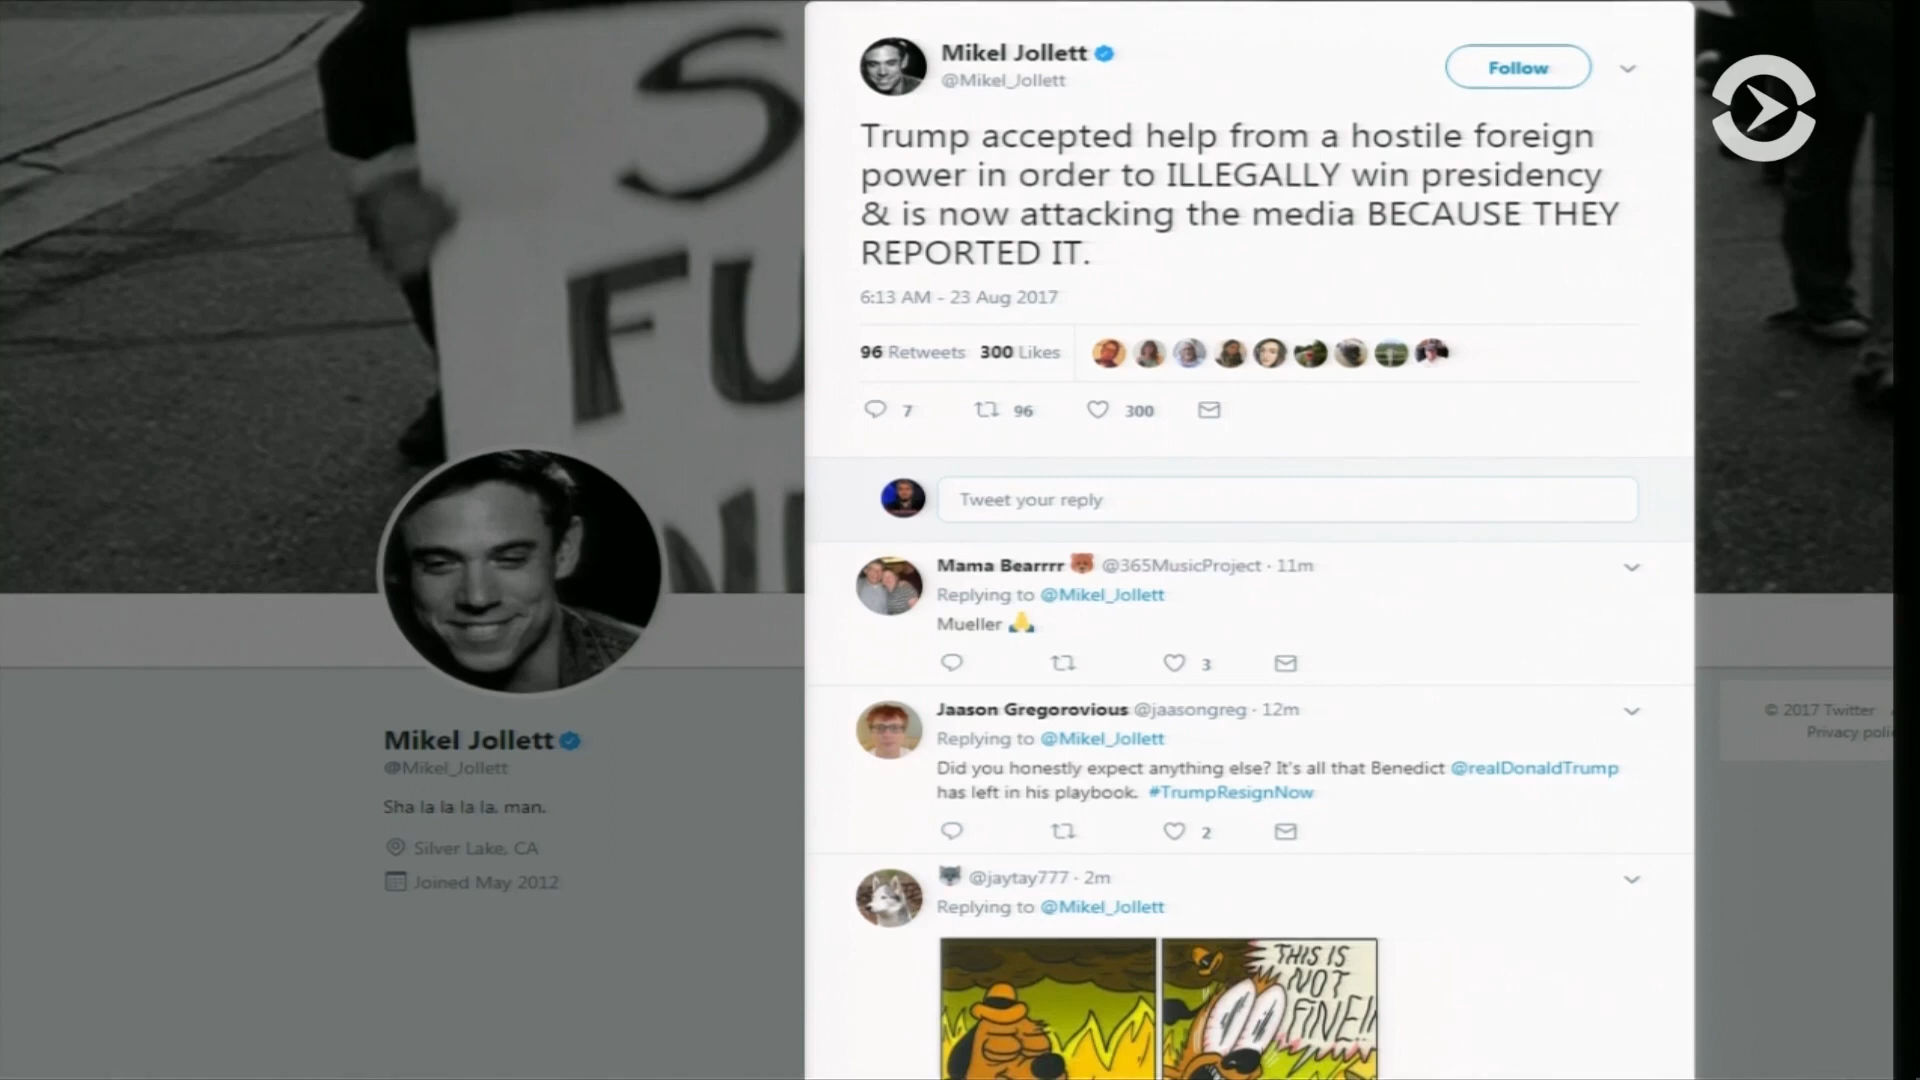 S
FU
Mikel Jollett
@Mikel_Jollett
Follow
Trump accepted help from a hostile foreign
power in order to ILLEGALLY win presidency
& is now attacking the media BECAUSE THEY
REPORTED IT.
6:13 AM - 23 Aug 2017
96 Retweets 300 Likes
7 96 300
Tweet your reply
Mama Bearrrr 🐻 @365MusicProject · 11m
Replying to @Mikel_Jollett
Mueller 🙏
3
Jaason Gregorovious @jaasongreg · 12m
Replying to @Mikel_Jollett
Did you honestly expect anything else? It's all that Benedict @realDonaldTrump
has left in his playbook. #TrumpResignNow
2
🐺 @jaytay777 · 2m
Replying to @Mikel_Jollett
THIS IS
NOT
FINE!!
Mikel Jollett
@Mikel_Jollett
Sha la la la la. man.
Silver Lake, CA
Joined May 2012
© 2017 Twitter
Privacy